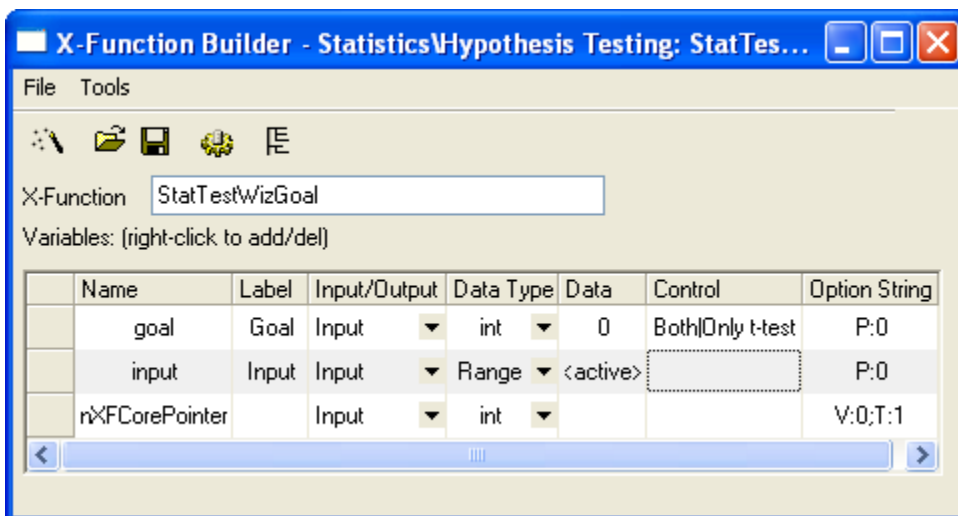 X-Function Builder - Statistics\Hypothesis Testing: StatTes...
File Tools
X-Function StatTestWizGoal
Variables: (right-click to add/del)
Name Label Input/Output Data Type Data Control Option String
goal Goal Input int 0 Both|Only t-test P:0
input Input Input Range <active> P:0
nXFCorePointer Input int V:0;T:1